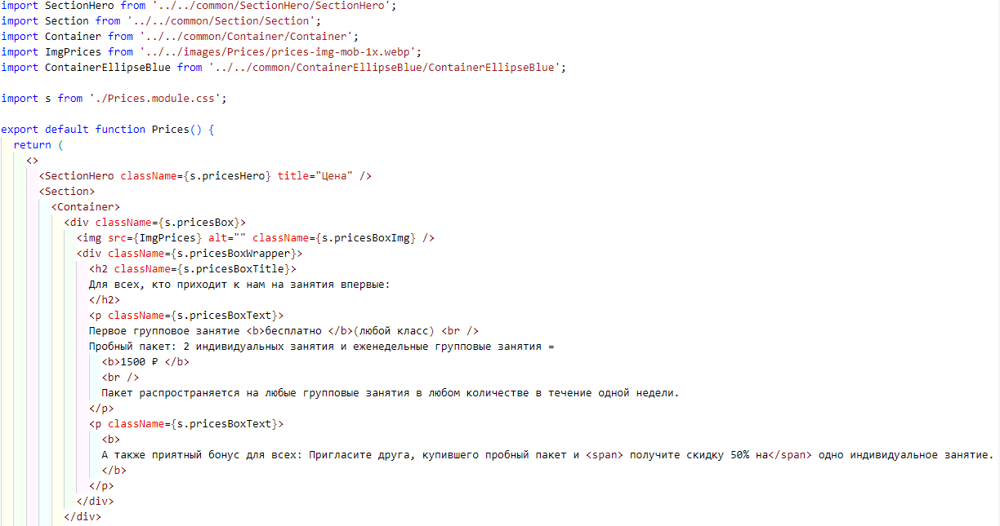 import SectionHero from '../../common/SectionHero/SectionHero';
import Section from '../../common/Section/Section';
import Container from '../../common/Container/Container';
import ImgPrices from '../../images/Prices/prices-img-mob-1x.webp';
import ContainerEllipseBlue from '../../common/ContainerEllipseBlue/ContainerEllipseBlue';
import s from './Prices.module.css';
export default function Prices() {
return (
<>
<SectionHero className={s.pricesHero} title="Цена" />
<Section>
<Container>
<div className={s.pricesBox}>
<img src={ImgPrices} alt="" className={s.pricesBoxImg} />
<div className={s.pricesBoxWrapper}>
<h2 className={s.pricesBoxTitle}>
Для всех, кто приходит к нам на занятия впервые:
</h2>
<p className={s.pricesBoxText}>
Первое групповое занятие <b>бесплатно </b>(любой класс) <br />
Пробный пакет: 2 индивидуальных занятия и еженедельные групповые занятия =
<b>1500 ₽ </b>
<br />
Пакет распространяется на любые групповые занятия в любом количестве в течение одной недели.
</p>
<p className={s.pricesBoxText}>
<b>
А также приятный бонус для всех: Пригласите друга, купившего пробный пакет и <span> получите скидку 50% на</span> одно индивидуальное занятие.
</b>
</p>
</div>
</div>